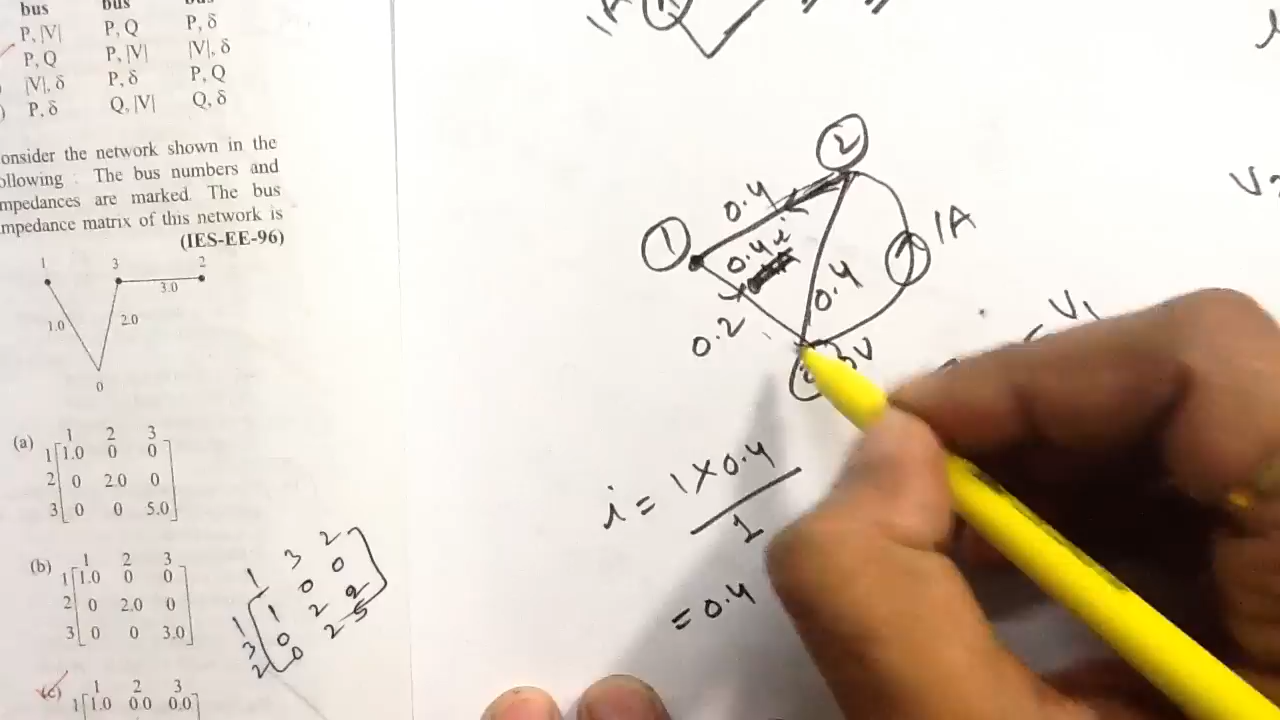 bus bus bus
P, |V| P, Q P, δ
P, Q P, |V| |V|, δ
|V|, δ P, δ P, Q
) P, δ Q, |V| Q, δ
onsider the network shown in the
ollowing : The bus numbers and
mpedances are marked. The bus
mpedance matrix of this network is
(IES-EE-96)
1 3 2
3.0
1.0 2.0
0
(a) 1 2 3
1 1.0 0 0
2 0 2.0 0
3 0 0 5.0
(b) 1 2 3
1 1.0 0 0
2 0 2.0 0
3 0 0 3.0
(c) 1 2 3
1 1.0 0.0 0.0
1 3 2
1 1 0 0
3 0 2 2
2 0 2 5
1A
2
0.4
1
0.4i
0.4
0.2
1A
V
V1
i = 1×0.4
1
= 0.4